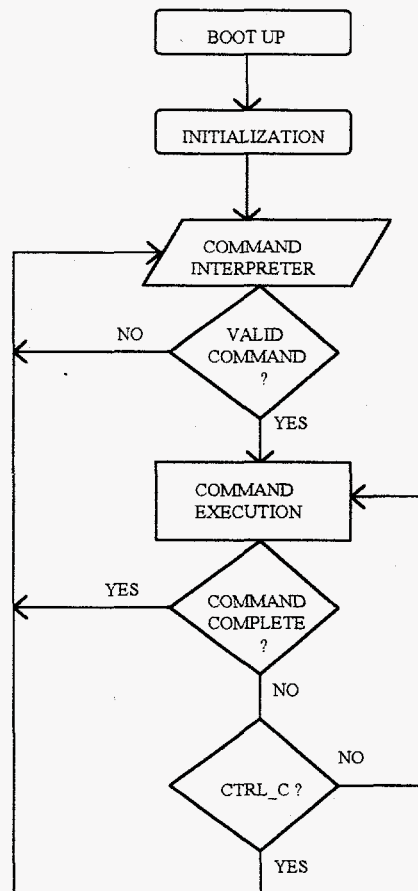 BOOT UP
INITIALIZATION
COMMAND
INTERPRETER
NO
VALID
COMMAND
?
YES
COMMAND
EXECUTION
YES
COMMAND
COMPLETE
?
NO
NO
CTRL_C ?
YES